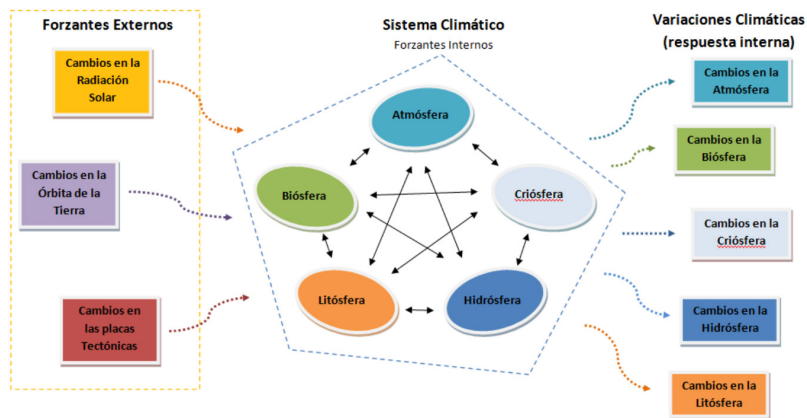 Forzantes Externos
Cambios en la
Radiación
Solar
Cambios en la
Órbita de la
Tierra
Cambios en
las placas
Tectónicas
Sistema Climático
Forzantes Internos
Atmósfera
Biósfera
Criósfera
Litósfera
Hidrósfera
Variaciones Climáticas
(respuesta interna)
Cambios en la
Atmósfera
Cambios en la
Biósfera
Cambios en la
Criósfera
Cambios en la
Hidrósfera
Cambios en la
Litósfera